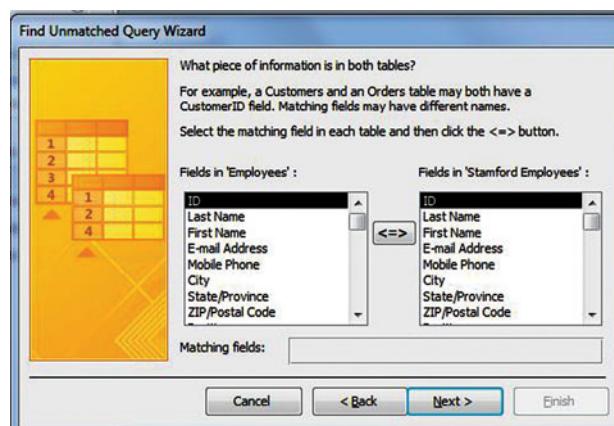 Find Unmatched Query Wizard
What piece of information is in both tables?
For example, a Customers and an Orders table may both have a
CustomerID field. Matching fields may have different names.
Select the matching field in each table and then click the <=> button.
Fields in 'Employees' :
Fields in 'Stamford Employees' :
1
2
3
4
1
2
4
ID
Last Name
First Name
E-mail Address
Mobile Phone
City
State/Province
ZIP/Postal Code
<=>
ID
Last Name
First Name
E-mail Address
Mobile Phone
City
State/Province
ZIP/Postal Code
Matching fields:
Cancel
< Back
Next >
Finish